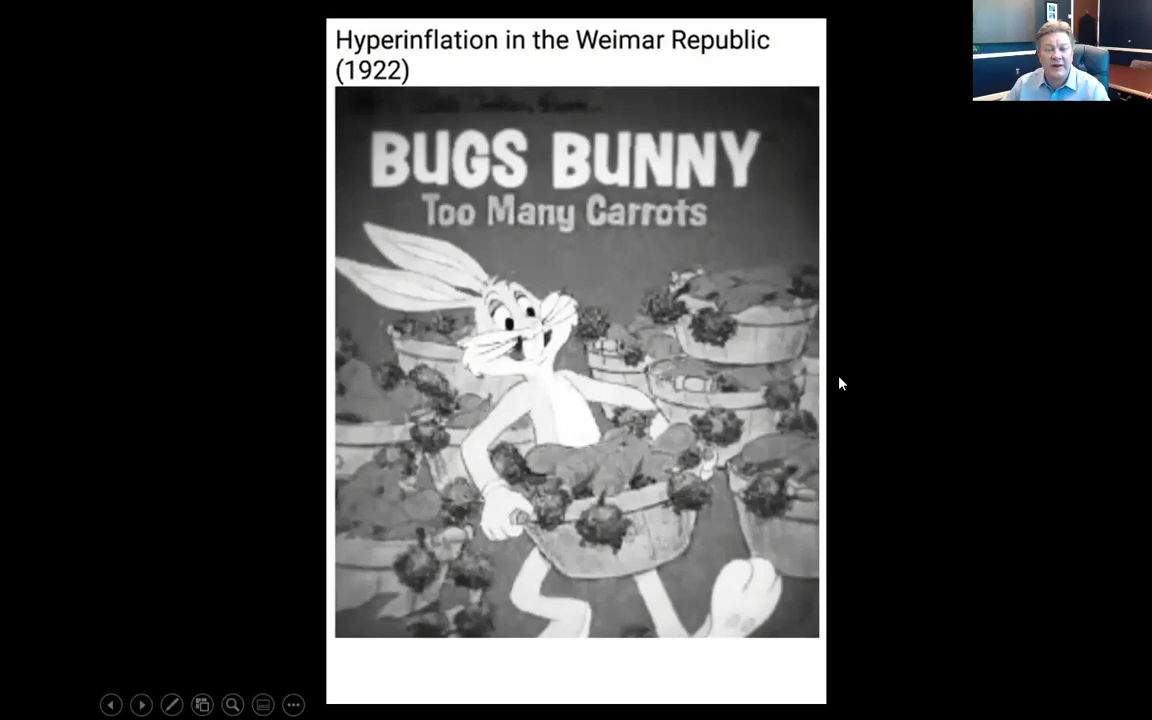 Hyperinflation in the Weimar Republic
(1922)
BUGS BUNNY
Too Many Carrots